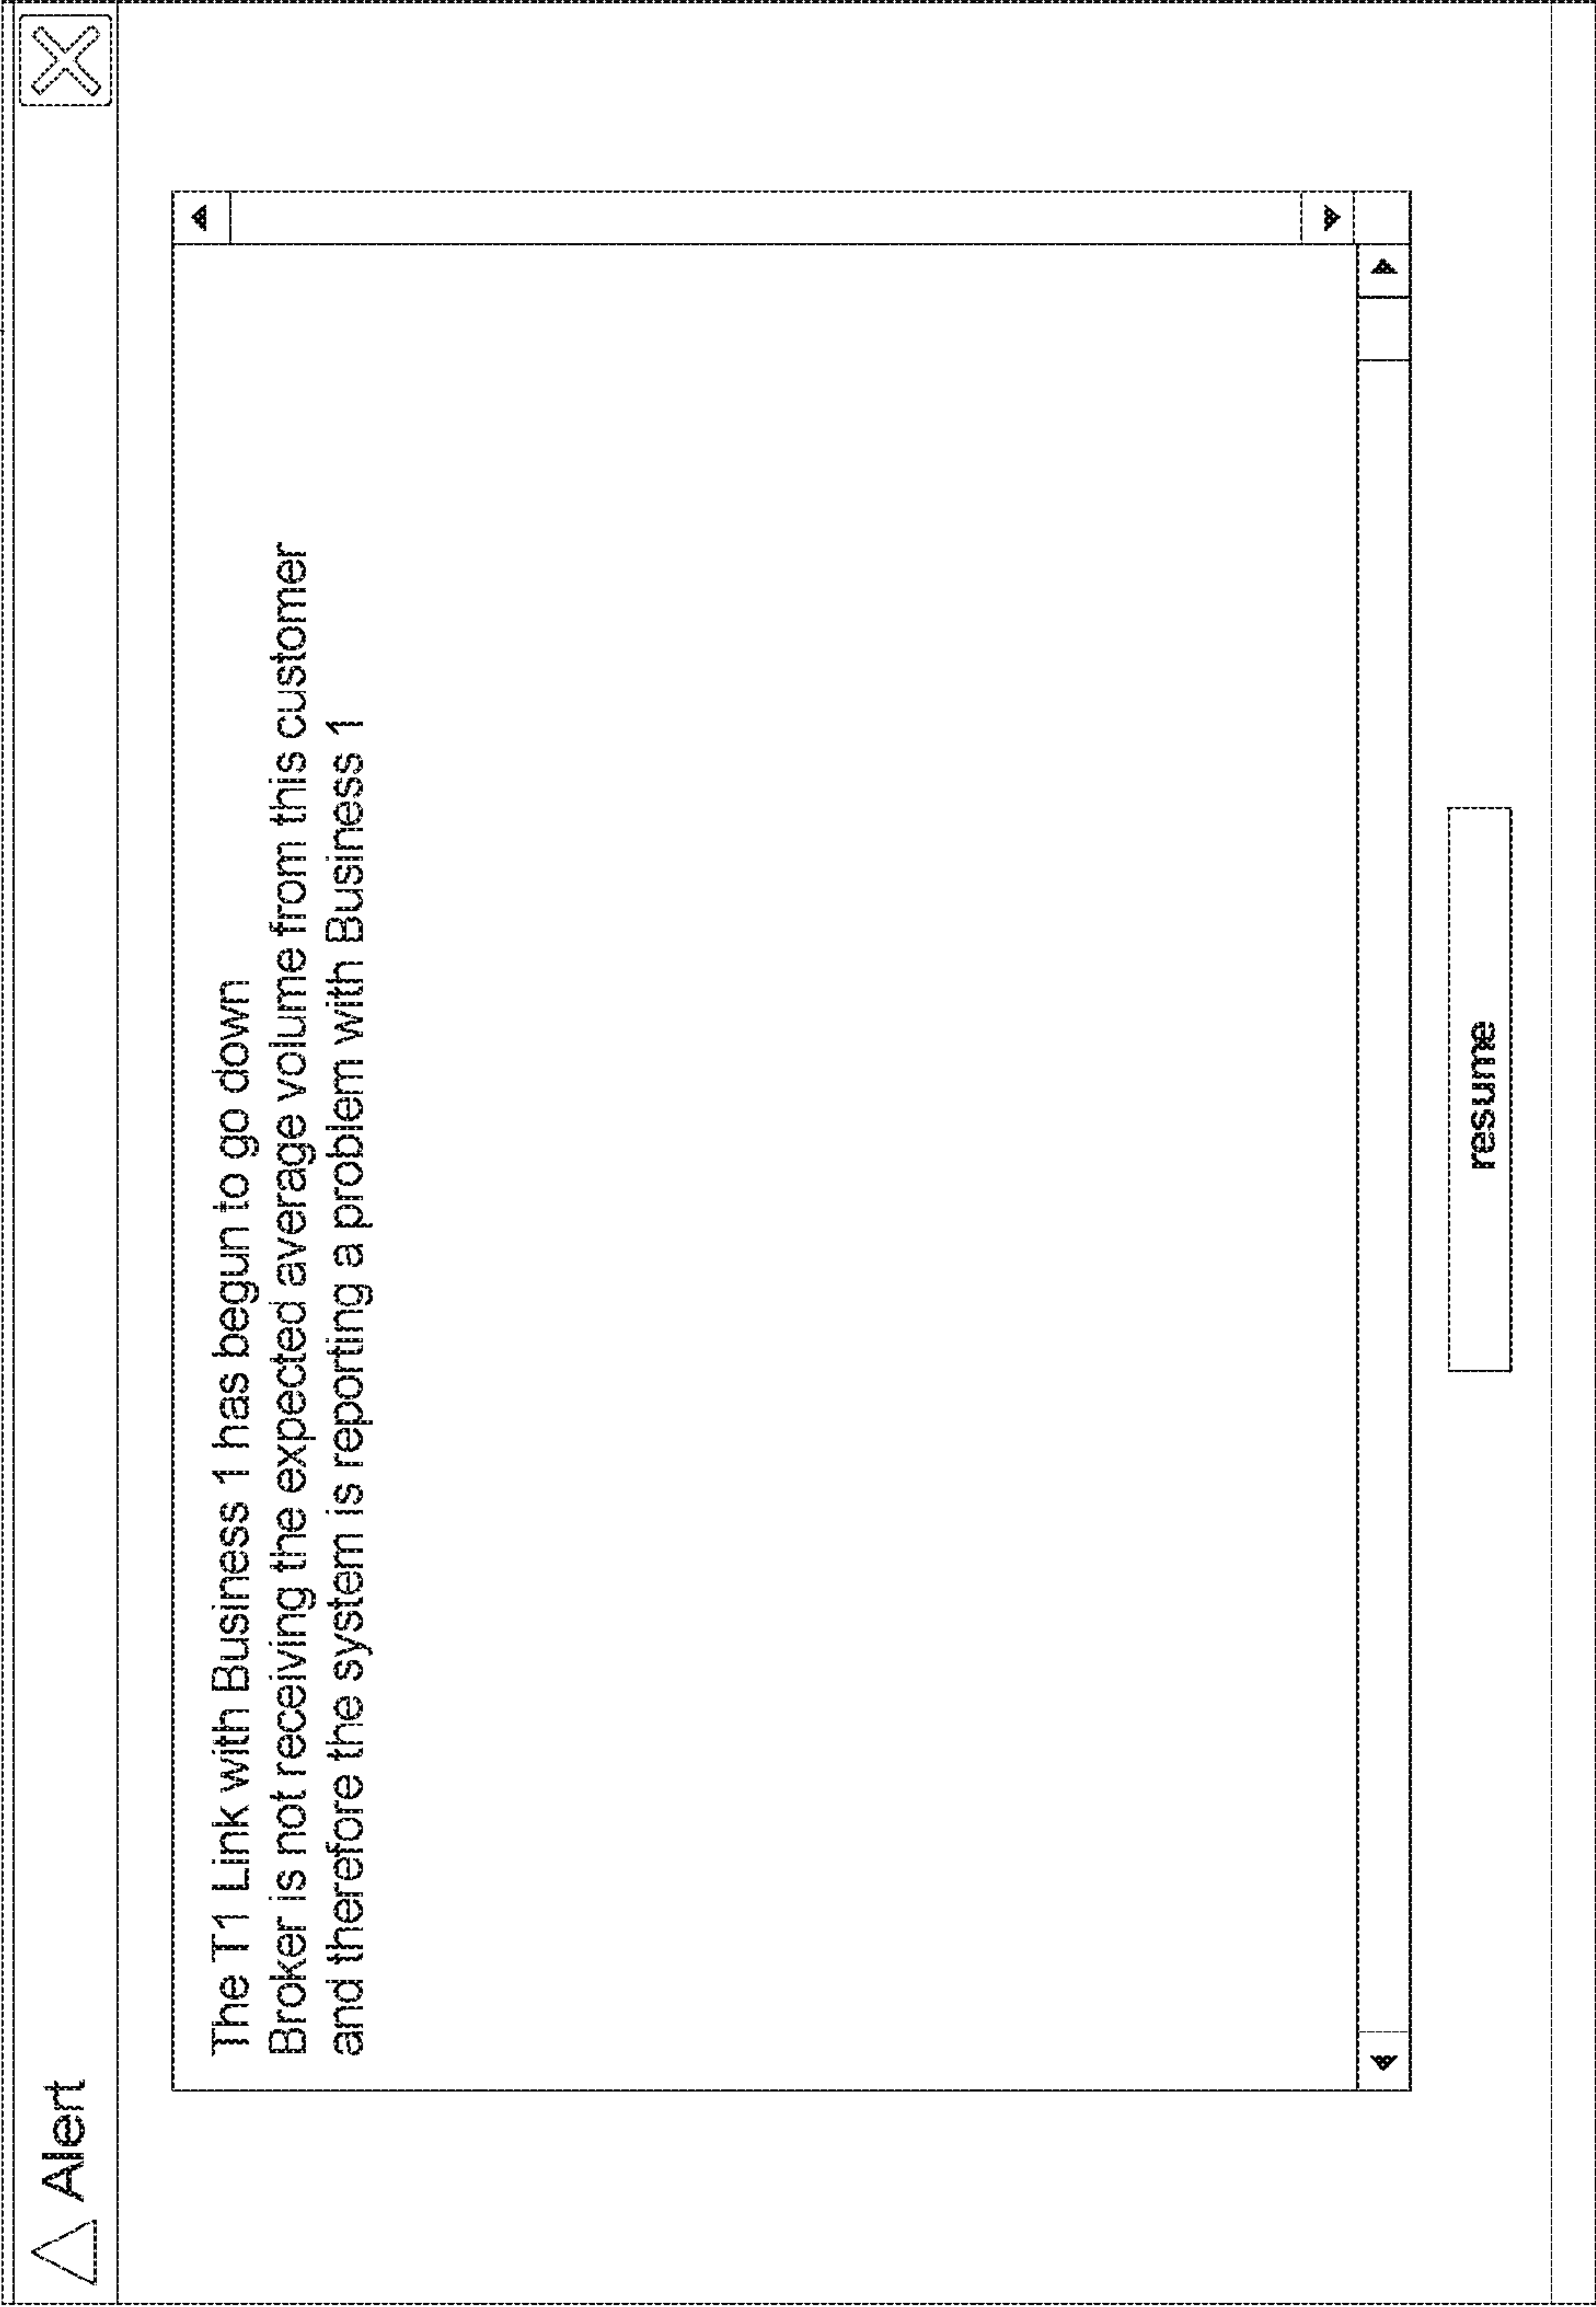 Alert
The T1 Link with Business 1 has begun to go down
Broker is not receiving the expected average volume from this customer
and therefore the system is reporting a problem with Business 1
resume